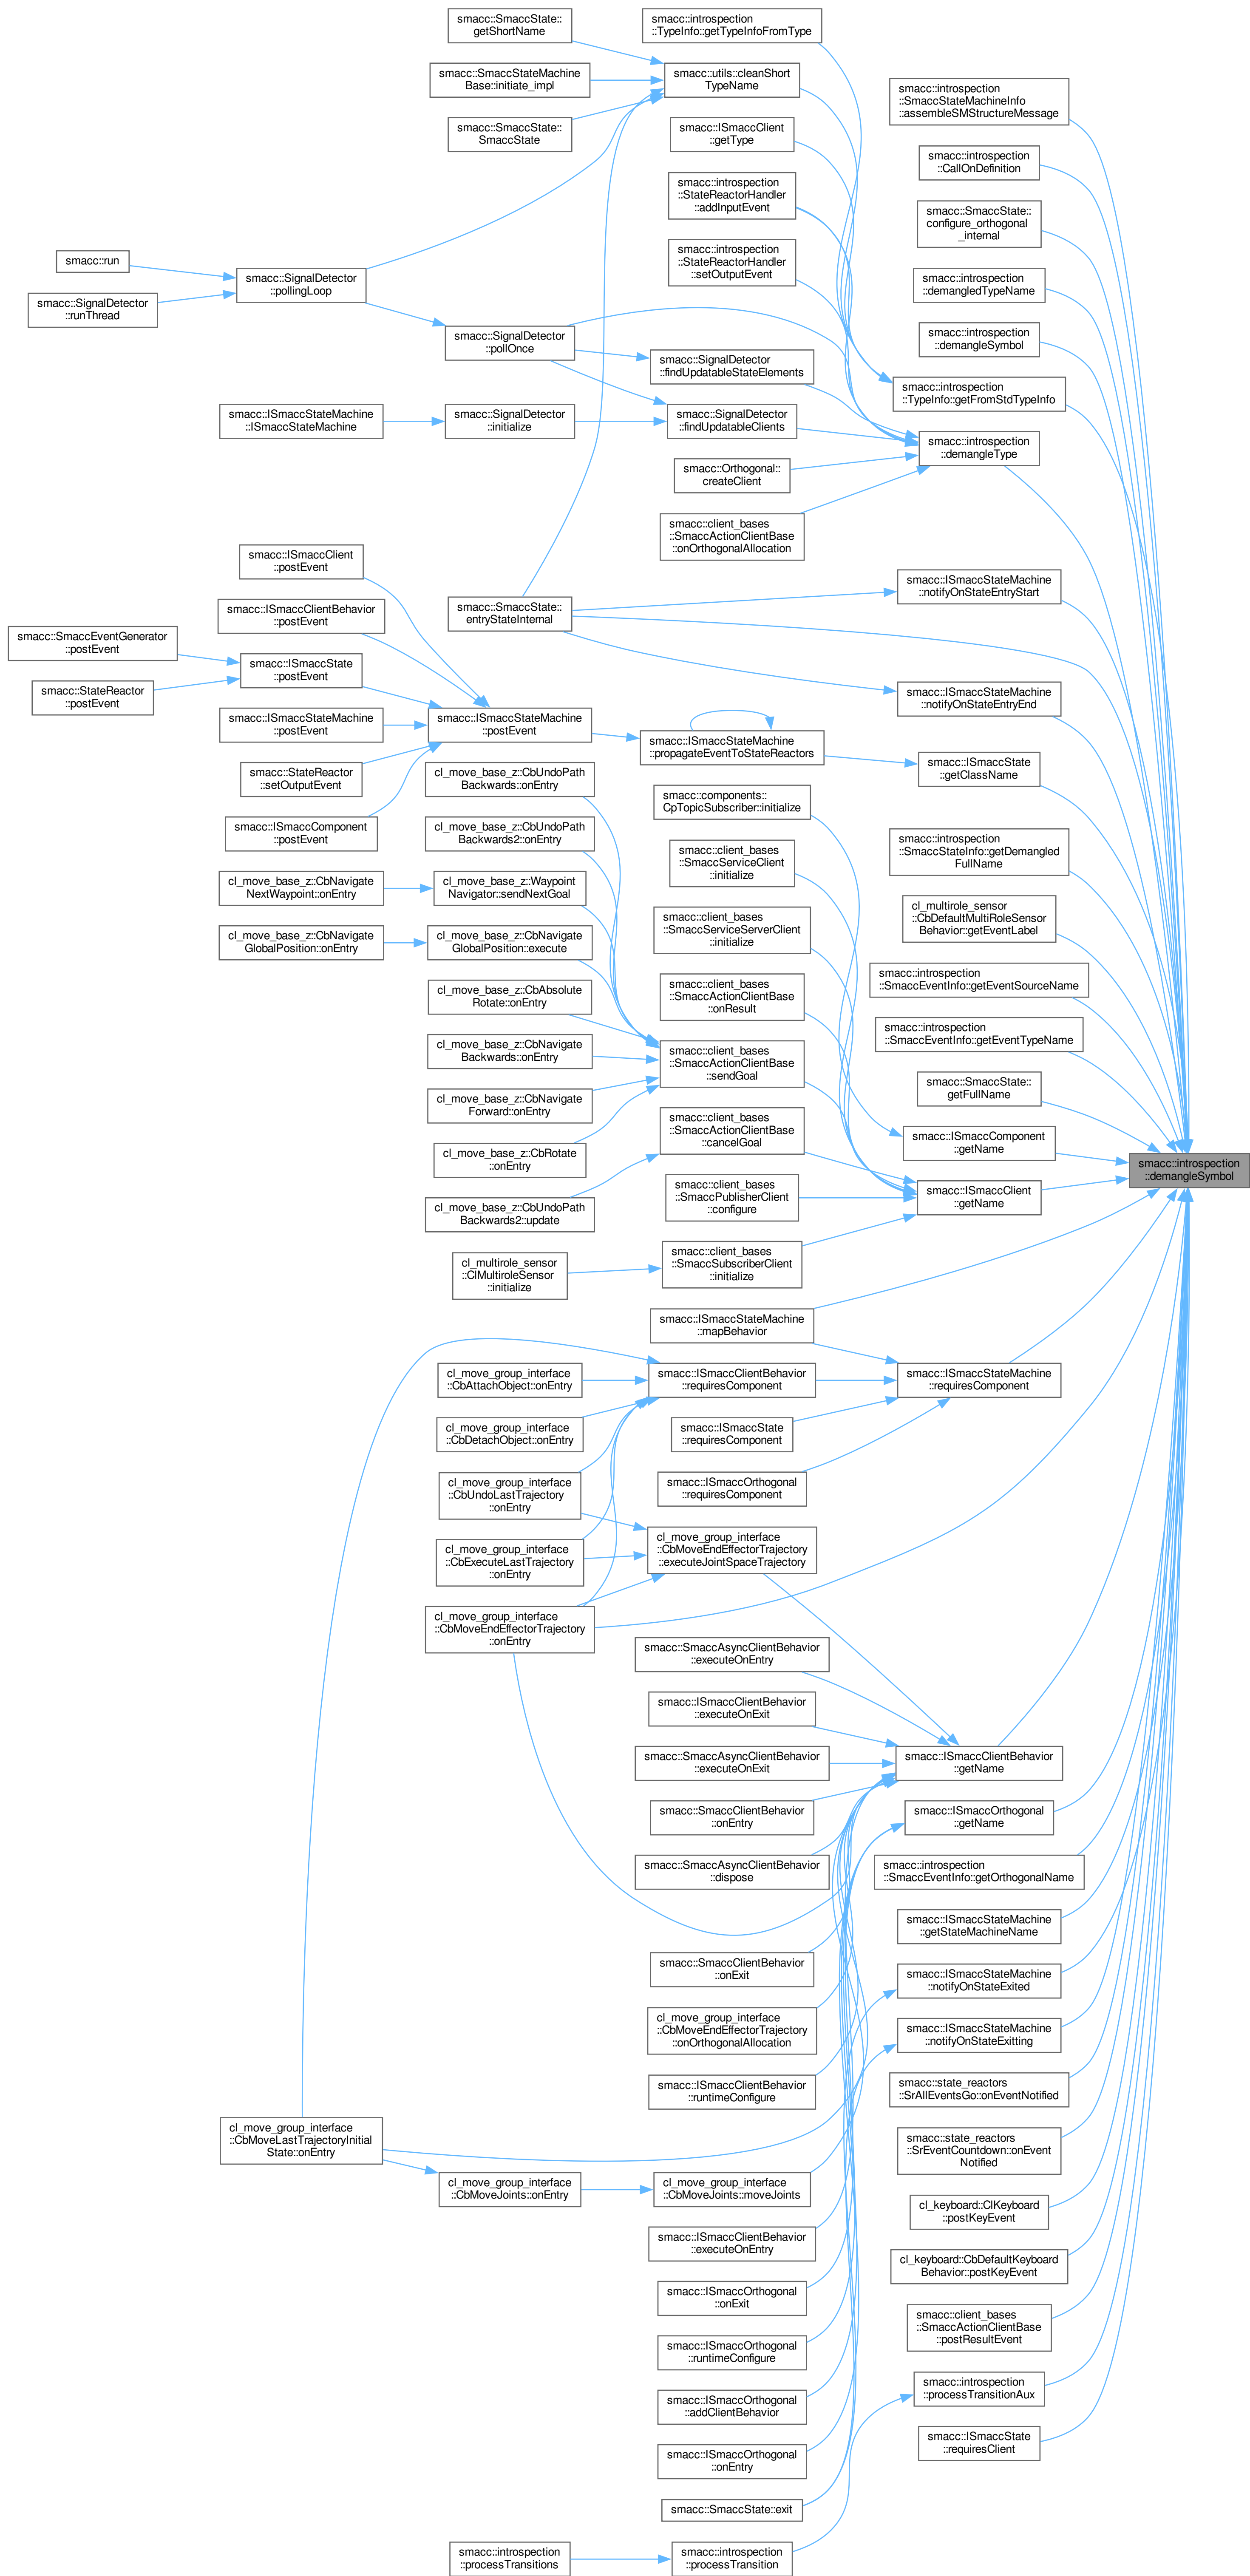 smacc::SmaccState::
getShortName
smacc::introspection
::TypeInfo::getTypeInfoFromType
smacc::SmaccStateMachine
Base::initiate_impl
smacc::utils::cleanShort
TypeName
smacc::introspection
::SmaccStateMachineInfo
::assembleSMStructureMessage
smacc::SmaccState::
SmaccState
smacc::ISmaccClient
::getType
smacc::introspection
::CallOnDefinition
smacc::introspection
::StateReactorHandler
::addInputEvent
smacc::SmaccState::
configure_orthogonal
_internal
smacc::run
smacc::SignalDetector
::runThread
smacc::SignalDetector
::pollingLoop
smacc::introspection
::StateReactorHandler
::setOutputEvent
smacc::introspection
::demangledTypeName
smacc::SignalDetector
::pollOnce
smacc::introspection
::demangleSymbol
smacc::SignalDetector
::findUpdatableStateElements
smacc::introspection
::TypeInfo::getFromStdTypeInfo
smacc::ISmaccStateMachine
::ISmaccStateMachine
smacc::SignalDetector
::initialize
smacc::SignalDetector
::findUpdatableClients
smacc::introspection
::demangleType
smacc::Orthogonal::
createClient
smacc::client_bases
::SmaccActionClientBase
::onOrthogonalAllocation
smacc::ISmaccClient
::postEvent
smacc::ISmaccStateMachine
::notifyOnStateEntryStart
smacc::ISmaccClientBehavior
::postEvent
smacc::SmaccState::
entryStateInternal
smacc::SmaccEventGenerator
::postEvent
smacc::ISmaccState
::postEvent
smacc::StateReactor
::postEvent
smacc::ISmaccStateMachine
::notifyOnStateEntryEnd
smacc::ISmaccStateMachine
::postEvent
smacc::ISmaccStateMachine
::postEvent
smacc::ISmaccStateMachine
::propagateEventToStateReactors
smacc::ISmaccState
::getClassName
smacc::StateReactor
::setOutputEvent
cl_move_base_z::CbUndoPath
Backwards::onEntry
smacc::components::
CpTopicSubscriber::initialize
smacc::ISmaccComponent
::postEvent
cl_move_base_z::CbUndoPath
Backwards2::onEntry
smacc::introspection
::SmaccStateInfo::getDemangled
FullName
smacc::client_bases
::SmaccServiceClient
::initialize
cl_move_base_z::CbNavigate
NextWaypoint::onEntry
cl_move_base_z::Waypoint
Navigator::sendNextGoal
cl_multirole_sensor
::CbDefaultMultiRoleSensor
Behavior::getEventLabel
smacc::client_bases
::SmaccServiceServerClient
::initialize
cl_move_base_z::CbNavigate
GlobalPosition::onEntry
cl_move_base_z::CbNavigate
GlobalPosition::execute
smacc::introspection
::SmaccEventInfo::getEventSourceName
cl_move_base_z::CbAbsolute
Rotate::onEntry
smacc::client_bases
::SmaccActionClientBase
::onResult
smacc::introspection
::SmaccEventInfo::getEventTypeName
cl_move_base_z::CbNavigate
Backwards::onEntry
smacc::client_bases
::SmaccActionClientBase
::sendGoal
smacc::SmaccState::
getFullName
cl_move_base_z::CbNavigate
Forward::onEntry
smacc::client_bases
::SmaccActionClientBase
::cancelGoal
smacc::ISmaccComponent
::getName
cl_move_base_z::CbRotate
::onEntry
smacc::introspection
::demangleSymbol
cl_move_base_z::CbUndoPath
Backwards2::update
smacc::client_bases
::SmaccPublisherClient
::configure
smacc::ISmaccClient
::getName
cl_multirole_sensor
::ClMultiroleSensor
::initialize
smacc::client_bases
::SmaccSubscriberClient
::initialize
smacc::ISmaccStateMachine
::mapBehavior
cl_move_group_interface
::CbAttachObject::onEntry
smacc::ISmaccClientBehavior
::requiresComponent
smacc::ISmaccStateMachine
::requiresComponent
cl_move_group_interface
::CbDetachObject::onEntry
smacc::ISmaccState
::requiresComponent
cl_move_group_interface
::CbUndoLastTrajectory
::onEntry
smacc::ISmaccOrthogonal
::requiresComponent
cl_move_group_interface
::CbExecuteLastTrajectory
::onEntry
cl_move_group_interface
::CbMoveEndEffectorTrajectory
::executeJointSpaceTrajectory
cl_move_group_interface
::CbMoveEndEffectorTrajectory
::onEntry
smacc::SmaccAsyncClientBehavior
::executeOnEntry
smacc::ISmaccClientBehavior
::executeOnExit
smacc::SmaccAsyncClientBehavior
::executeOnExit
smacc::ISmaccClientBehavior
::getName
smacc::SmaccClientBehavior
::onEntry
smacc::ISmaccOrthogonal
::getName
smacc::SmaccAsyncClientBehavior
::dispose
smacc::introspection
::SmaccEventInfo::getOrthogonalName
smacc::ISmaccStateMachine
::getStateMachineName
smacc::SmaccClientBehavior
::onExit
smacc::ISmaccStateMachine
::notifyOnStateExited
cl_move_group_interface
::CbMoveEndEffectorTrajectory
::onOrthogonalAllocation
smacc::ISmaccStateMachine
::notifyOnStateExitting
smacc::ISmaccClientBehavior
::runtimeConfigure
smacc::state_reactors
::SrAllEventsGo::onEventNotified
cl_move_group_interface
::CbMoveLastTrajectoryInitial
State::onEntry
smacc::state_reactors
::SrEventCountdown::onEvent
Notified
cl_move_group_interface
::CbMoveJoints::onEntry
cl_move_group_interface
::CbMoveJoints::moveJoints
cl_keyboard::ClKeyboard
::postKeyEvent
smacc::ISmaccClientBehavior
::executeOnEntry
cl_keyboard::CbDefaultKeyboard
Behavior::postKeyEvent
smacc::ISmaccOrthogonal
::onExit
smacc::client_bases
::SmaccActionClientBase
::postResultEvent
smacc::ISmaccOrthogonal
::runtimeConfigure
smacc::introspection
::processTransitionAux
smacc::ISmaccOrthogonal
::addClientBehavior
smacc::ISmaccState
::requiresClient
smacc::ISmaccOrthogonal
::onEntry
smacc::SmaccState::exit
smacc::introspection
::processTransitions
smacc::introspection
::processTransition